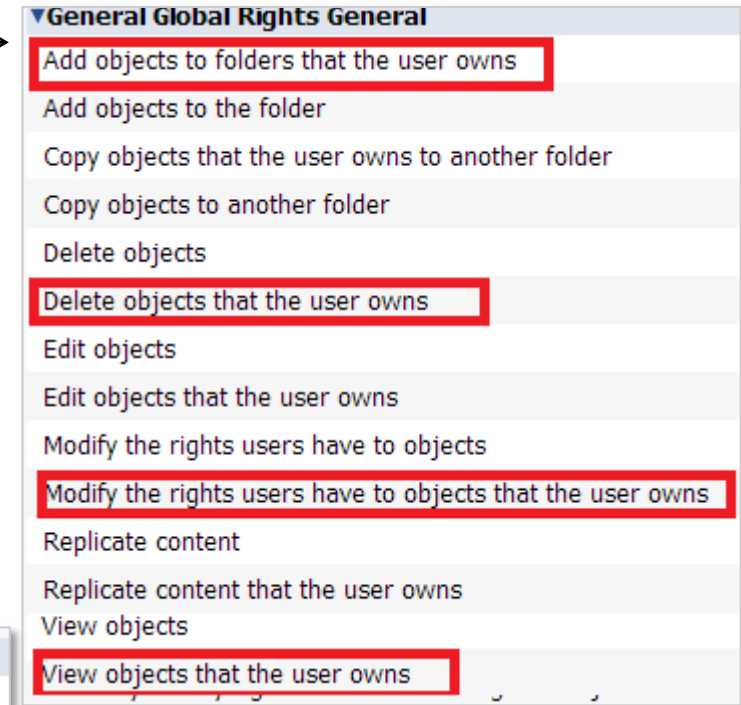 ▼General Global Rights General
Add objects to folders that the user owns
Add objects to the folder
Copy objects that the user owns to another folder
Copy objects to another folder
Delete objects
Delete objects that the user owns
Edit objects
Edit objects that the user owns
Modify the rights users have to objects
Modify the rights users have to objects that the user owns
Replicate content
Replicate content that the user owns
View objects
View objects that the user owns